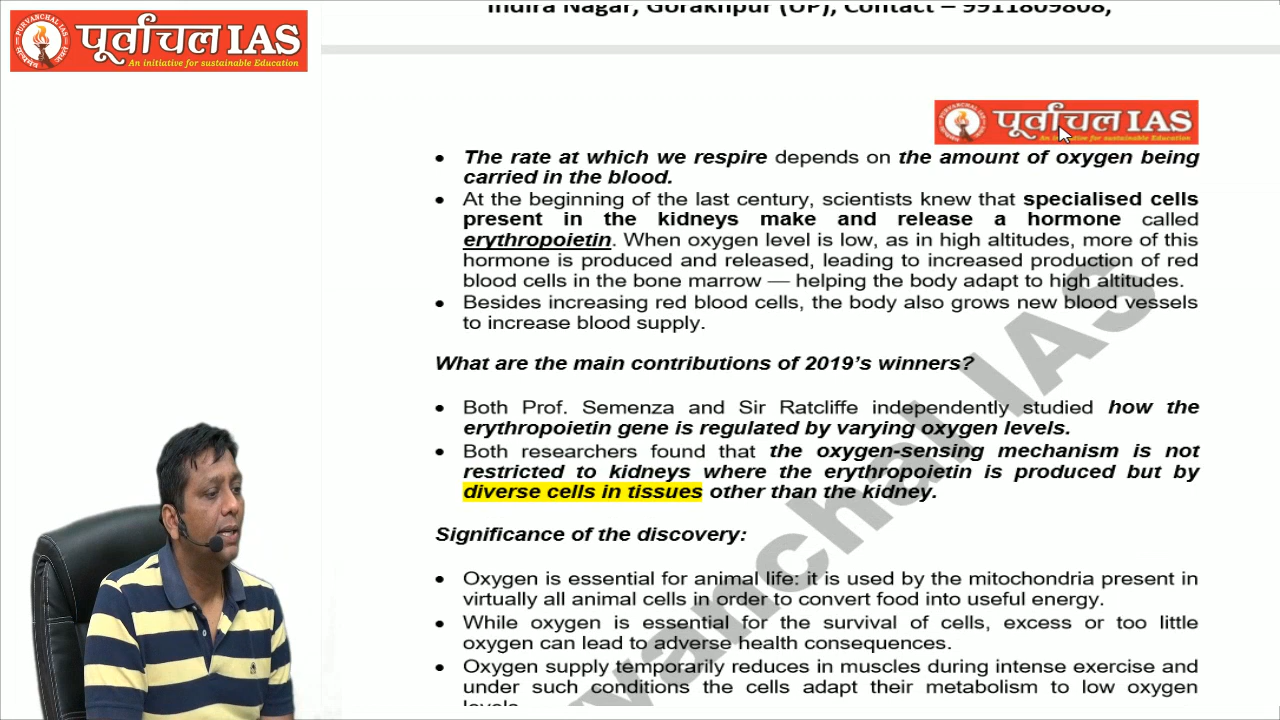 Indira Nagar, Gorakhpur (UP), Contact – 9911809808,
PURVANCHAL IAS
पूर्वांचल IAS
An initiative for sustainable Education
पूर्वांचल IAS
An initiative for sustainable Education
• The rate at which we respire depends on the amount of oxygen being
carried in the blood.
• At the beginning of the last century, scientists knew that specialised cells
present in the kidneys make and release a hormone called
erythropoietin. When oxygen level is low, as in high altitudes, more of this
hormone is produced and released, leading to increased production of red
blood cells in the bone marrow — helping the body adapt to high altitudes.
• Besides increasing red blood cells, the body also grows new blood vessels
to increase blood supply.
What are the main contributions of 2019’s winners?
• Both Prof. Semenza and Sir Ratcliffe independently studied how the
erythropoietin gene is regulated by varying oxygen levels.
• Both researchers found that the oxygen-sensing mechanism is not
restricted to kidneys where the erythropoietin is produced but by
diverse cells in tissues other than the kidney.
Significance of the discovery:
• Oxygen is essential for animal life: it is used by the mitochondria present in
virtually all animal cells in order to convert food into useful energy.
• While oxygen is essential for the survival of cells, excess or too little
oxygen can lead to adverse health consequences.
• Oxygen supply temporarily reduces in muscles during intense exercise and
under such conditions the cells adapt their metabolism to low oxygen
levels
rvanchal IAS